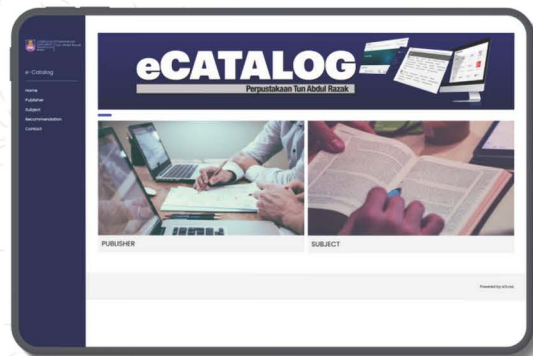 e-Catalog
Home
Publisher
Subject
Recommendation
Contact
eCATALOG
Perpustakaan Tun Abdul Razak
PUBLISHER
SUBJECT